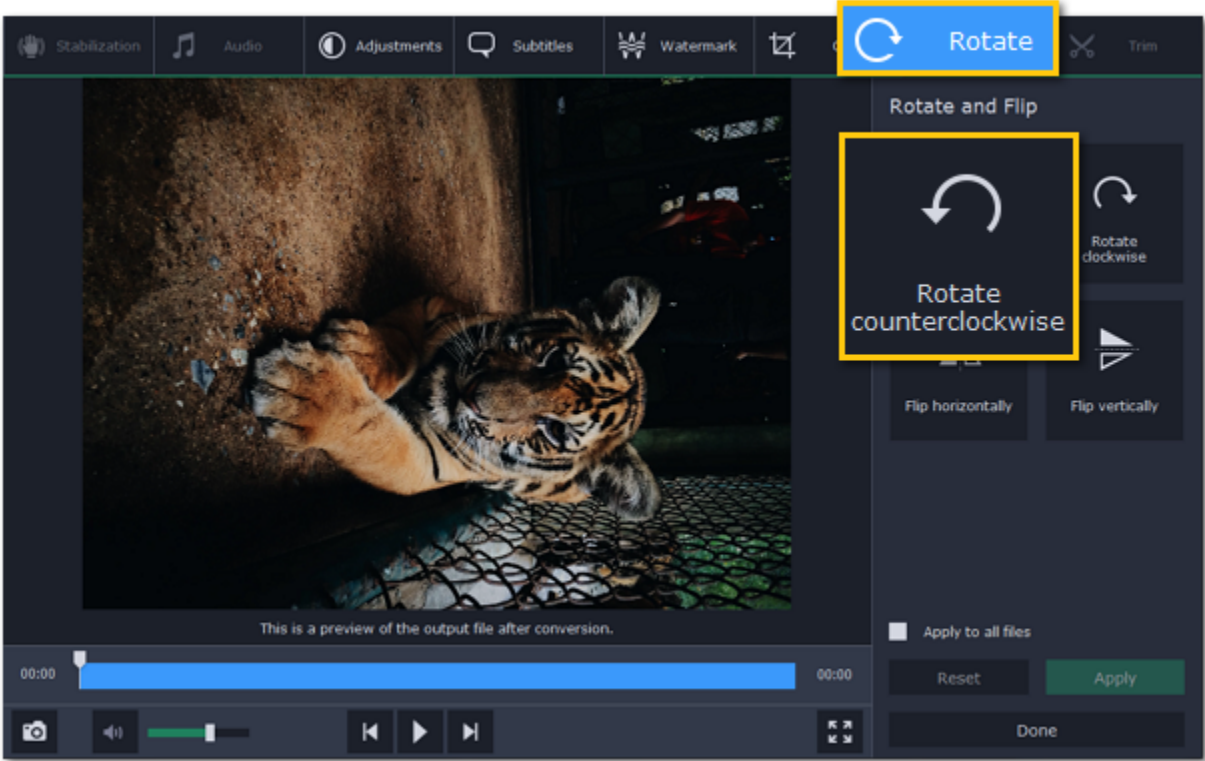 Stabilization
Audio
Adjustments
Subtitles
Watermark
Rotate
Trim
Rotate and Flip
Rotate
counterclockwise
Rotate
clockwise
Flip horizontally
Flip vertically
This is a preview of the output file after conversion.
Apply to all files
00:00
00:00
Reset
Apply
Done